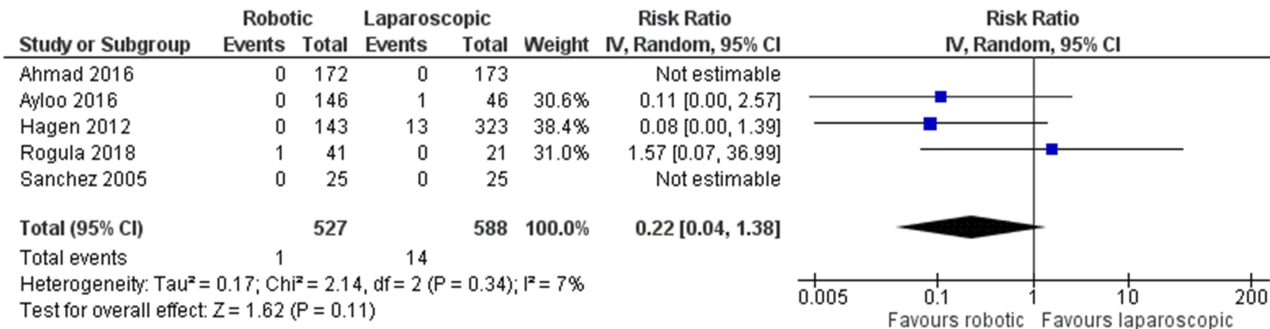 Robotic Laparoscopic Risk Ratio Risk Ratio
Study or Subgroup Events Total Events Total Weight IV, Random, 95% CI IV, Random, 95% CI
Ahmad 2016 0 172 0 173 Not estimable
Ayloo 2016 0 146 1 46 30.6% 0.11 [0.00, 2.57]
Hagen 2012 0 143 13 323 38.4% 0.08 [0.00, 1.39]
Rogula 2018 1 41 0 21 31.0% 1.57 [0.07, 36.99]
Sanchez 2005 0 25 0 25 Not estimable
Total (95% CI) 527 588 100.0% 0.22 [0.04, 1.38]
Total events 1 14
Heterogeneity: Tau² = 0.17; Chi² = 2.14, df = 2 (P = 0.34); I² = 7%
Test for overall effect: Z = 1.62 (P = 0.11)
0.005 0.1 1 10 200
Favours robotic Favours laparoscopic